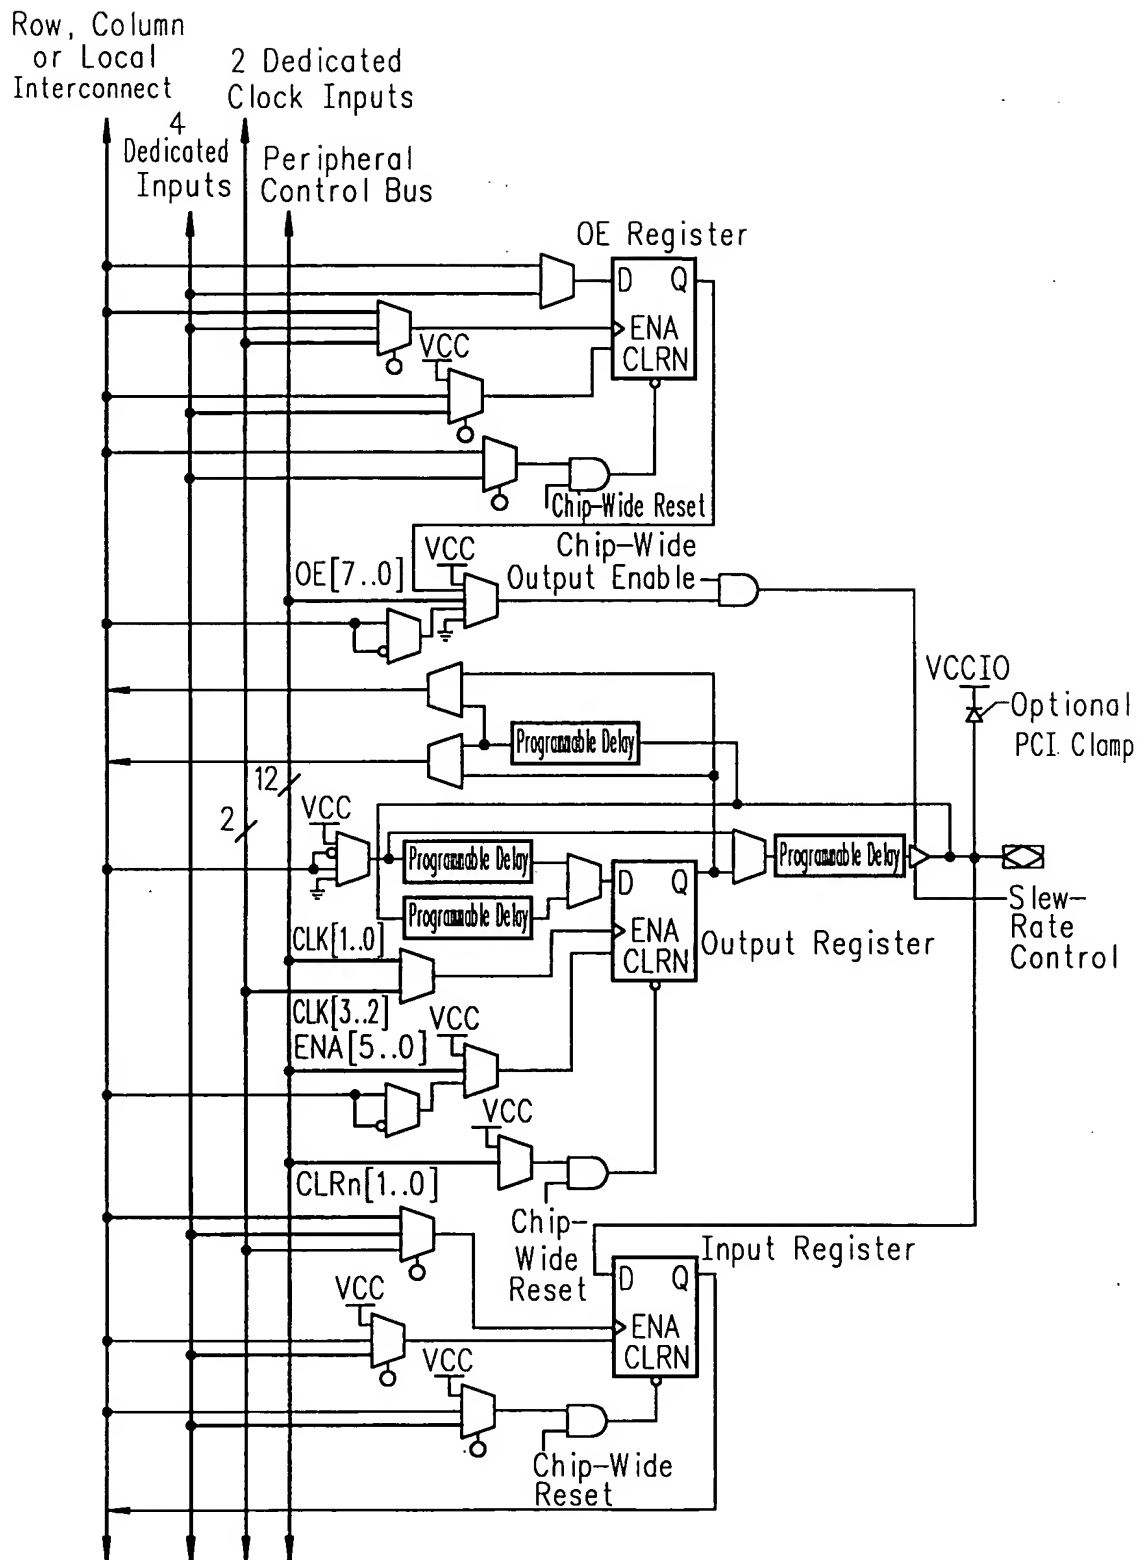 Row, Column
or Local
Interconnect
2 Dedicated
Clock Inputs
4
Dedicated
Inputs
Peripheral
Control Bus
OE Register
D Q
ENA
CLRN
VCC
Chip-Wide Reset
VCC
Chip-Wide
Output Enable
OE[7..0]
VCCIO
Optional
PCI Clamp
Programmable Delay
12
2
VCC
Programmable Delay
Programmable Delay
Programmable Delay
D Q
ENA
CLRN
Output Register
Slew-
Rate
Control
CLK[1..0]
CLK[3..2]
VCC
ENA[5..0]
VCC
CLRn[1..0]
Chip-
Wide
Reset
Input Register
D Q
ENA
CLRN
VCC
VCC
Chip-Wide
Reset